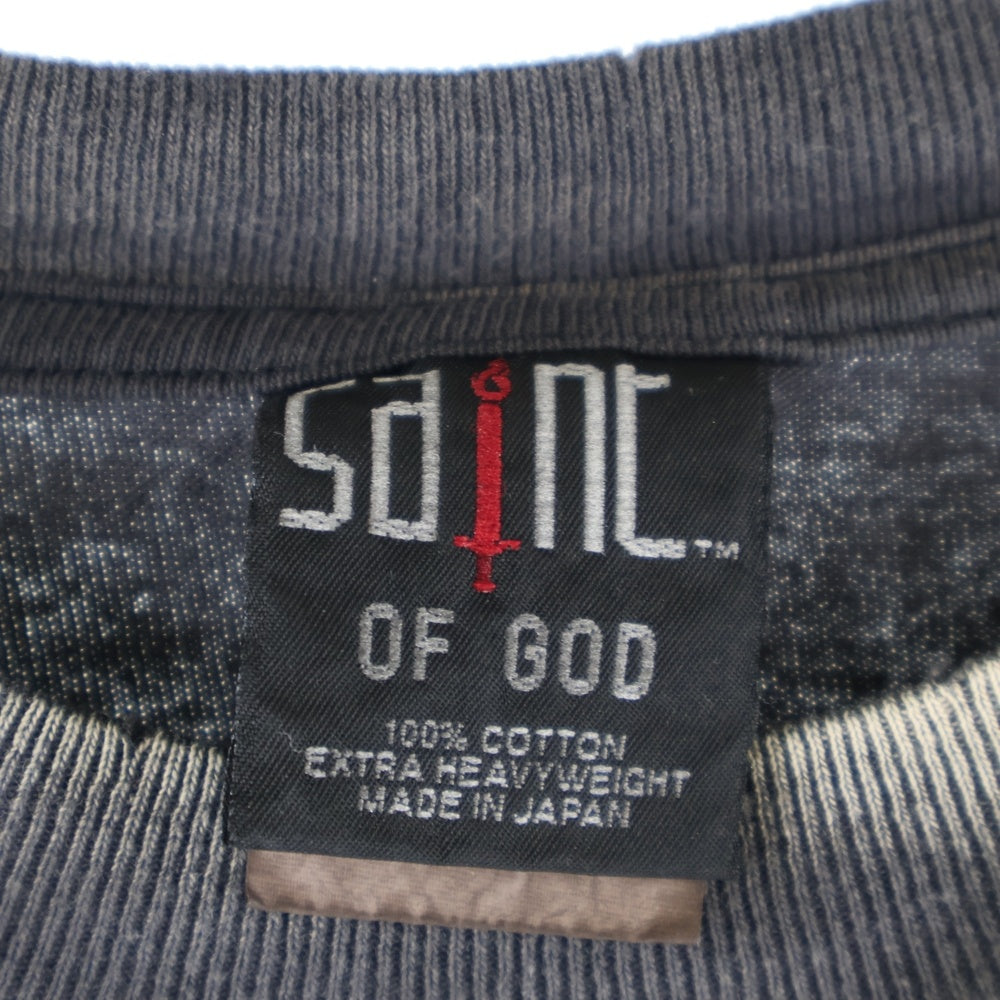 saint™
OF GOD
100% COTTON
EXTRA HEAVYWEIGHT
MADE IN JAPAN